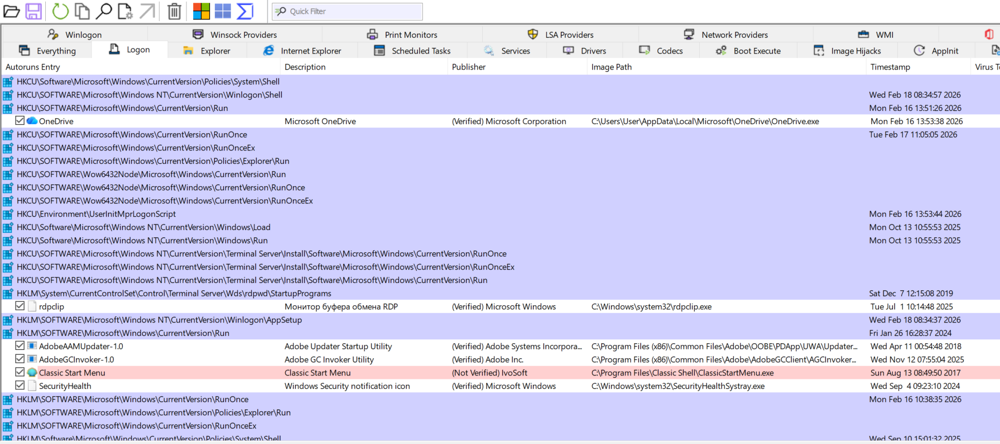 Quick Filter
Winlogon Winsock Providers Print Monitors LSA Providers Network Providers WMI
Everything Logon Explorer Internet Explorer Scheduled Tasks Services Drivers Codecs Boot Execute Image Hijacks AppInit
Autoruns Entry Description Publisher Image Path Timestamp Virus T
HKCU\Software\Microsoft\Windows\CurrentVersion\Policies\System\Shell
HKCU\SOFTWARE\Microsoft\Windows NT\CurrentVersion\Winlogon\Shell Wed Feb 18 08:34:57 2026
HKCU\SOFTWARE\Microsoft\Windows\CurrentVersion\Run Mon Feb 16 13:51:26 2026
OneDrive Microsoft OneDrive (Verified) Microsoft Corporation C:\Users\User\AppData\Local\Microsoft\OneDrive\OneDrive.exe Mon Feb 16 13:53:38 2026
HKCU\SOFTWARE\Microsoft\Windows\CurrentVersion\RunOnce Tue Feb 17 11:05:05 2026
HKCU\SOFTWARE\Microsoft\Windows\CurrentVersion\RunOnceEx
HKCU\SOFTWARE\Microsoft\Windows\CurrentVersion\Policies\Explorer\Run
HKCU\SOFTWARE\Wow6432Node\Microsoft\Windows\CurrentVersion\Run
HKCU\SOFTWARE\Wow6432Node\Microsoft\Windows\CurrentVersion\RunOnce
HKCU\SOFTWARE\Wow6432Node\Microsoft\Windows\CurrentVersion\RunOnceEx
HKCU\Environment\UserInitMprLogonScript Mon Feb 16 13:53:44 2026
HKCU\Software\Microsoft\Windows NT\CurrentVersion\Windows\Load Mon Oct 13 10:55:53 2025
HKCU\Software\Microsoft\Windows NT\CurrentVersion\Windows\Run Mon Oct 13 10:55:53 2025
HKCU\SOFTWARE\Microsoft\Windows NT\CurrentVersion\Terminal Server\Install\Software\Microsoft\Windows\CurrentVersion\RunOnce
HKCU\SOFTWARE\Microsoft\Windows NT\CurrentVersion\Terminal Server\Install\Software\Microsoft\Windows\CurrentVersion\RunOnceEx
HKCU\SOFTWARE\Microsoft\Windows NT\CurrentVersion\Terminal Server\Install\Software\Microsoft\Windows\CurrentVersion\Run
HKLM\System\CurrentControlSet\Control\Terminal Server\Wds\rdpwd\StartupPrograms Sat Dec 7 12:15:08 2019
rdpclip Монитор буфера обмена RDP (Verified) Microsoft Windows C:\Windows\system32\rdpclip.exe Tue Jul 1 10:14:48 2025
HKLM\SOFTWARE\Microsoft\Windows NT\CurrentVersion\Winlogon\AppSetup Wed Feb 18 08:34:37 2026
HKLM\SOFTWARE\Microsoft\Windows\CurrentVersion\Run Fri Jan 26 16:28:37 2024
AdobeAAMUpdater-1.0 Adobe Updater Startup Utility (Verified) Adobe Systems Incorpora... C:\Program Files (x86)\Common Files\Adobe\OOBE\PDApp\UWA\Updater... Wed Apr 11 00:54:48 2018
AdobeGCInvoker-1.0 Adobe GC Invoker Utility (Verified) Adobe Inc. C:\Program Files (x86)\Common Files\Adobe\AdobeGCClient\AGCInvoker... Wed Nov 12 07:55:04 2025
Classic Start Menu Classic Start Menu (Not Verified) IvoSoft C:\Program Files\Classic Shell\ClassicStartMenu.exe Sun Aug 13 08:49:50 2017
SecurityHealth Windows Security notification icon (Verified) Microsoft Windows C:\Windows\system32\SecurityHealthSystray.exe Wed Sep 4 09:23:10 2024
HKLM\SOFTWARE\Microsoft\Windows\CurrentVersion\RunOnce Mon Feb 16 10:38:35 2026
HKLM\SOFTWARE\Microsoft\Windows\CurrentVersion\Policies\Explorer\Run
HKLM\SOFTWARE\Microsoft\Windows\CurrentVersion\RunOnceEx
HKLM\Software\Microsoft\Windows\CurrentVersion\Policies\System\Shell Wed Sep 10 15:01:32 2025